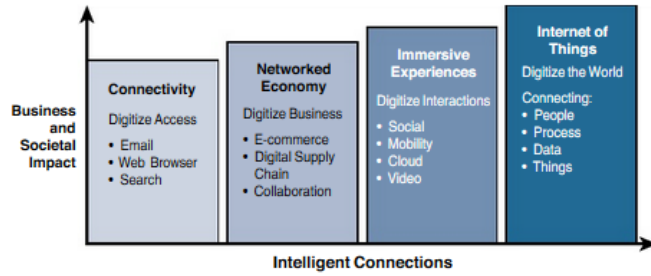 Business
and
Societal
Impact
Connectivity
Digitize Access
• Email
• Web Browser
• Search
Networked
Economy
Digitize Business
• E-commerce
• Digital Supply
Chain
• Collaboration
Immersive
Experiences
Digitize Interactions
• Social
• Mobility
• Cloud
• Video
Internet of
Things
Digitize the World
Connecting:
• People
• Process
• Data
• Things
Intelligent Connections